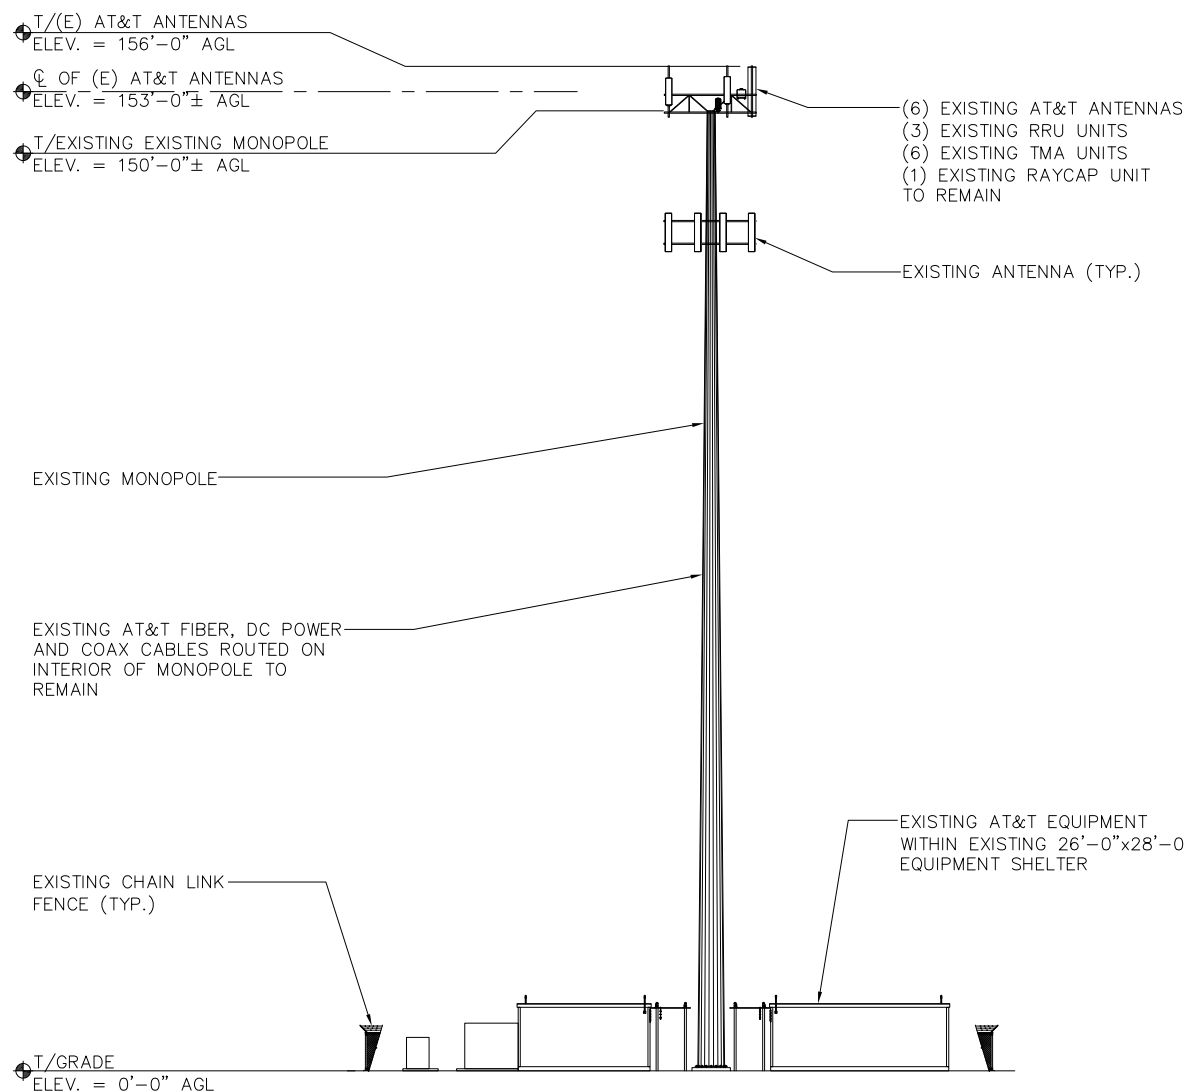 T/(E) AT&T ANTENNAS
ELEV. = 156'-0" AGL
℄ OF (E) AT&T ANTENNAS
ELEV. = 153'-0"± AGL
T/EXISTING EXISTING MONOPOLE
ELEV. = 150'-0"± AGL
(6) EXISTING AT&T ANTENNAS
(3) EXISTING RRU UNITS
(6) EXISTING TMA UNITS
(1) EXISTING RAYCAP UNIT
TO REMAIN
EXISTING ANTENNA (TYP.)
EXISTING MONOPOLE
EXISTING AT&T FIBER, DC POWER
AND COAX CABLES ROUTED ON
INTERIOR OF MONOPOLE TO
REMAIN
EXISTING AT&T EQUIPMENT
WITHIN EXISTING 26'-0"x28'-0
EQUIPMENT SHELTER
EXISTING CHAIN LINK
FENCE (TYP.)
T/GRADE
ELEV. = 0'-0" AGL